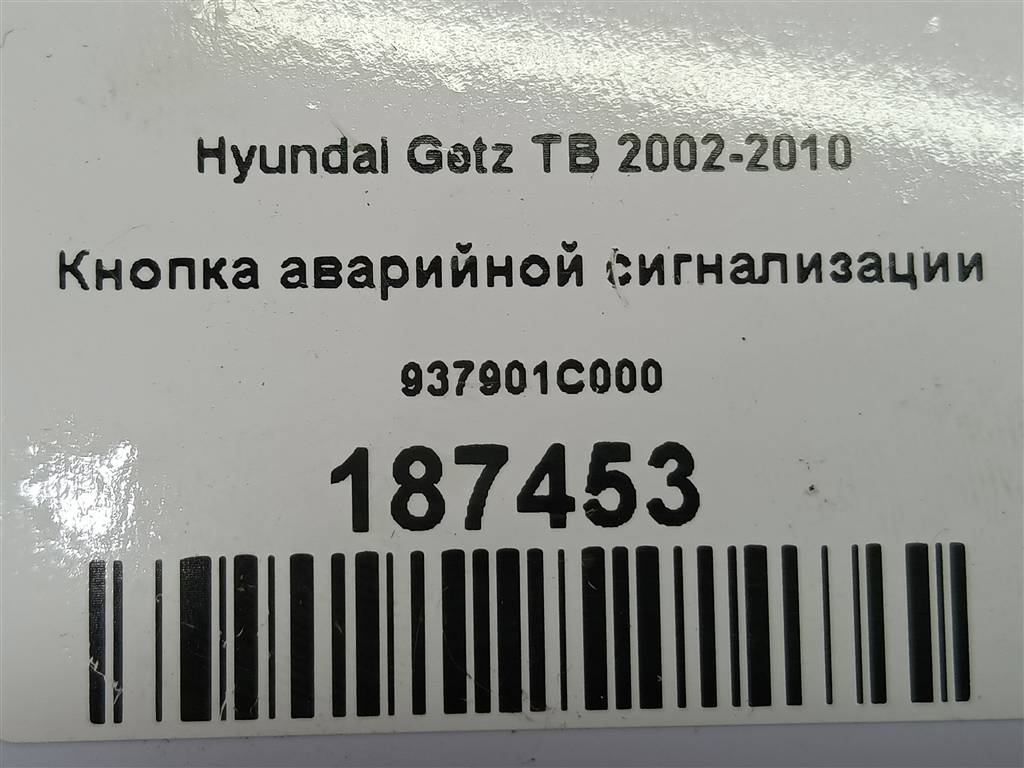 Hyundai Getz TB 2002-2010
Кнопка аварийной сигнализации
937901C000
187453